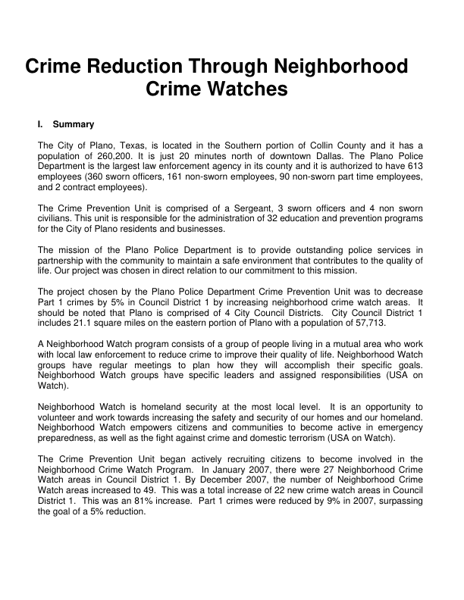 Crime Reduction Through Neighborhood
Crime Watches
I. Summary
The City of Plano, Texas, is located in the Southern portion of Collin County and it has a
population of 260,200. It is just 20 minutes north of downtown Dallas. The Plano Police
Department is the largest law enforcement agency in its county and it is authorized to have 613
employees (360 sworn officers, 161 non-sworn employees, 90 non-sworn part time employees,
and 2 contract employees).
The Crime Prevention Unit is comprised of a Sergeant, 3 sworn officers and 4 non sworn
civilians. This unit is responsible for the administration of 32 education and prevention programs
for the City of Plano residents and businesses.
The mission of the Plano Police Department is to provide outstanding police services in
partnership with the community to maintain a safe environment that contributes to the quality of
life. Our project was chosen in direct relation to our commitment to this mission.
The project chosen by the Plano Police Department Crime Prevention Unit was to decrease
Part 1 crimes by 5% in Council District 1 by increasing neighborhood crime watch areas. It
should be noted that Plano is comprised of 4 City Council Districts. City Council District 1
includes 21.1 square miles on the eastern portion of Plano with a population of 57,713.
A Neighborhood Watch program consists of a group of people living in a mutual area who work
with local law enforcement to reduce crime to improve their quality of life. Neighborhood Watch
groups have regular meetings to plan how they will accomplish their specific goals.
Neighborhood Watch groups have specific leaders and assigned responsibilities (USA on
Watch).
Neighborhood Watch is homeland security at the most local level. It is an opportunity to
volunteer and work towards increasing the safety and security of our homes and our homeland.
Neighborhood Watch empowers citizens and communities to become active in emergency
preparedness, as well as the fight against crime and domestic terrorism (USA on Watch).
The Crime Prevention Unit began actively recruiting citizens to become involved in the
Neighborhood Crime Watch Program. In January 2007, there were 27 Neighborhood Crime
Watch areas in Council District 1. By December 2007, the number of Neighborhood Crime
Watch areas increased to 49. This was a total increase of 22 new crime watch areas in Council
District 1. This was an 81% increase. Part 1 crimes were reduced by 9% in 2007, surpassing
the goal of a 5% reduction.